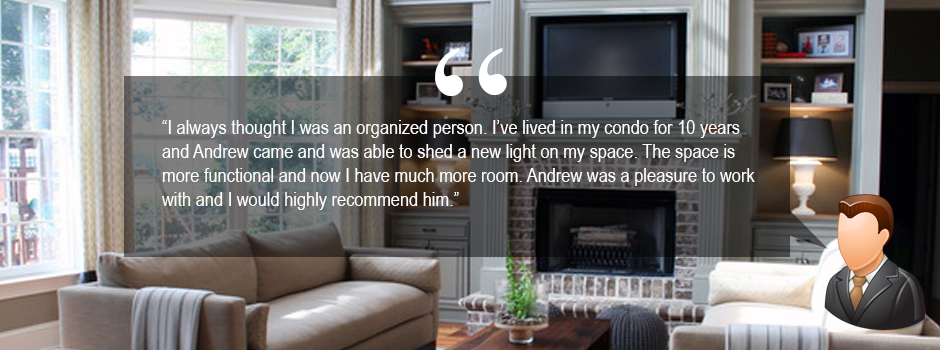 “I always thought I was an organized person. I’ve lived in my condo for 10 years
and Andrew came and was able to shed a new light on my space. The space is
more functional and now I have much more room. Andrew was a pleasure to work
with and I would highly recommend him.”